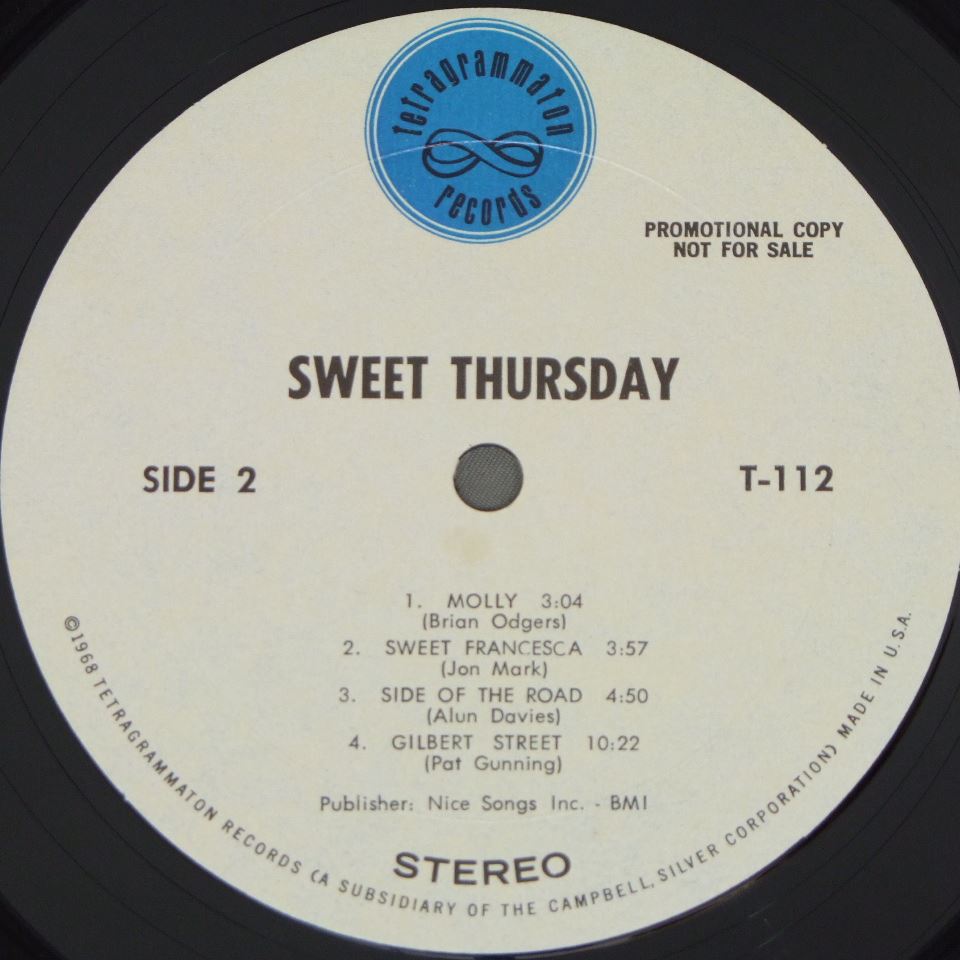 tetragrammaton
records
PROMOTIONAL COPY
NOT FOR SALE
SWEET THURSDAY
SIDE 2
T-112
1. MOLLY 3:04
(Brian Odgers)
2. SWEET FRANCESCA 3:57
(Jon Mark)
3. SIDE OF THE ROAD 4:50
(Alun Davies)
4. GILBERT STREET 10:22
(Pat Gunning)
Publisher: Nice Songs Inc. - BMI
STEREO
©1968 TETRAGRAMMATON RECORDS (A SUBSIDIARY OF THE CAMPBELL, SILVER CORPORATION) MADE IN U.S.A.